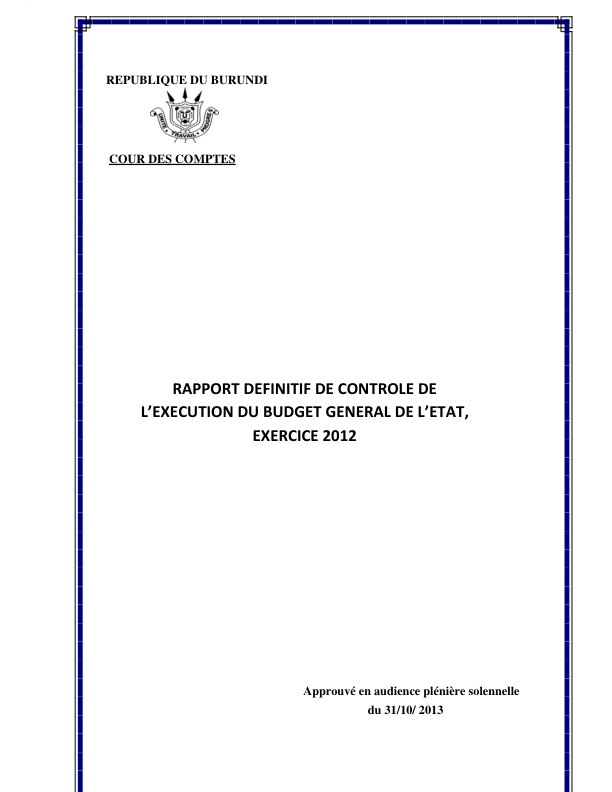 REPUBLIQUE DU BURUNDI
UNITE TRAVAIL PROGRES
COUR DES COMPTES
RAPPORT DEFINITIF DE CONTROLE DE
L’EXECUTION DU BUDGET GENERAL DE L’ETAT,
EXERCICE 2012
Approuvé en audience plénière solennelle
du 31/10/ 2013